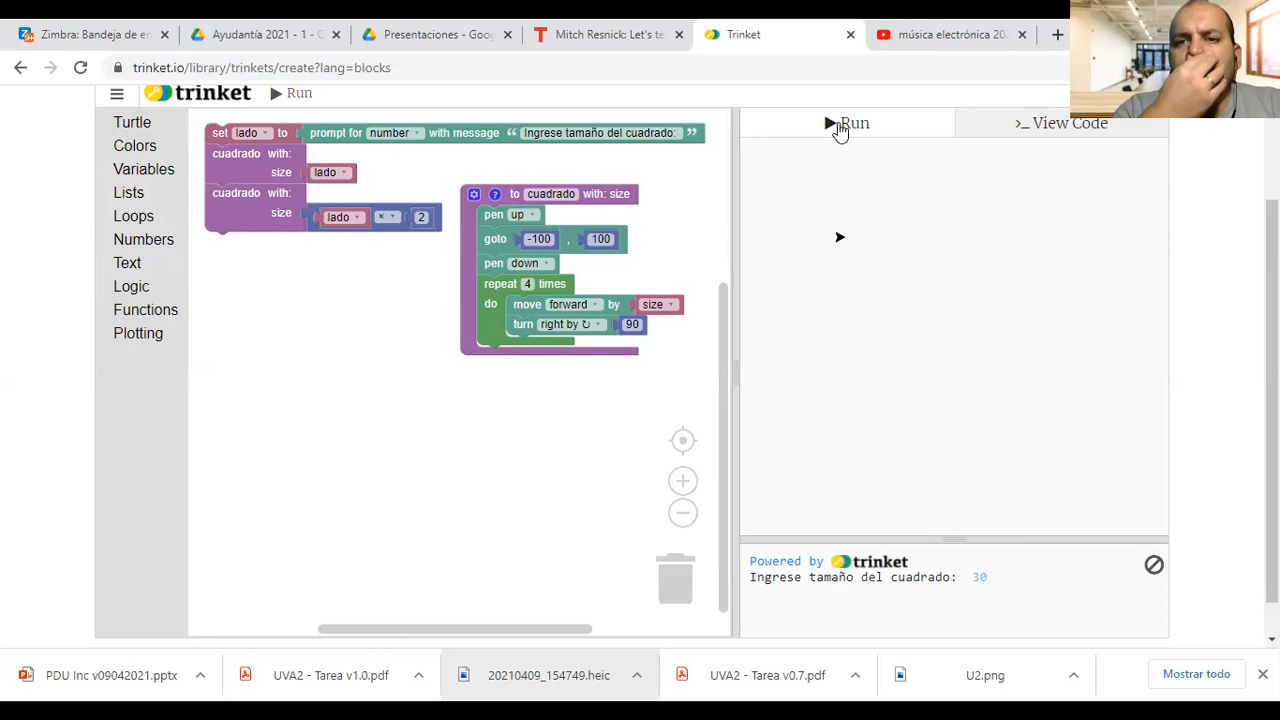 Zimbra: Bandeja de en
Ayudantía 2021 - 1 - C
Presentaciones - Goog
Mitch Resnick: Let's te
Trinket
música electrónica 202
trinket.io/library/trinkets/create?lang=blocks
trinket
Run
Turtle
Colors
Variables
Lists
Loops
Numbers
Text
Logic
Functions
Plotting
set lado to prompt for number with message “ Ingrese tamaño del cuadrado: ”
cuadrado with:
size lado
cuadrado with:
size lado × 2
? to cuadrado with: size
pen up
goto -100 , 100
pen down
repeat 4 times
do move forward by size
turn right by ↻ 90
Run
>_ View Code
Powered by trinket
Ingrese tamaño del cuadrado: 30
PDU Inc v09042021.pptx
UVA2 - Tarea v1.0.pdf
20210409_154749.heic
UVA2 - Tarea v0.7.pdf
U2.png
Mostrar todo